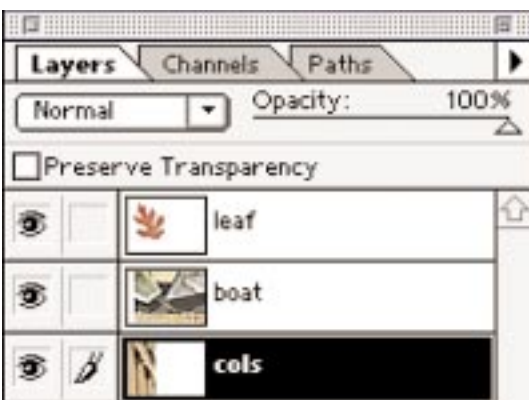 Layers Channels Paths
Normal Opacity: 100%
Preserve Transparency
leaf
boat
cols